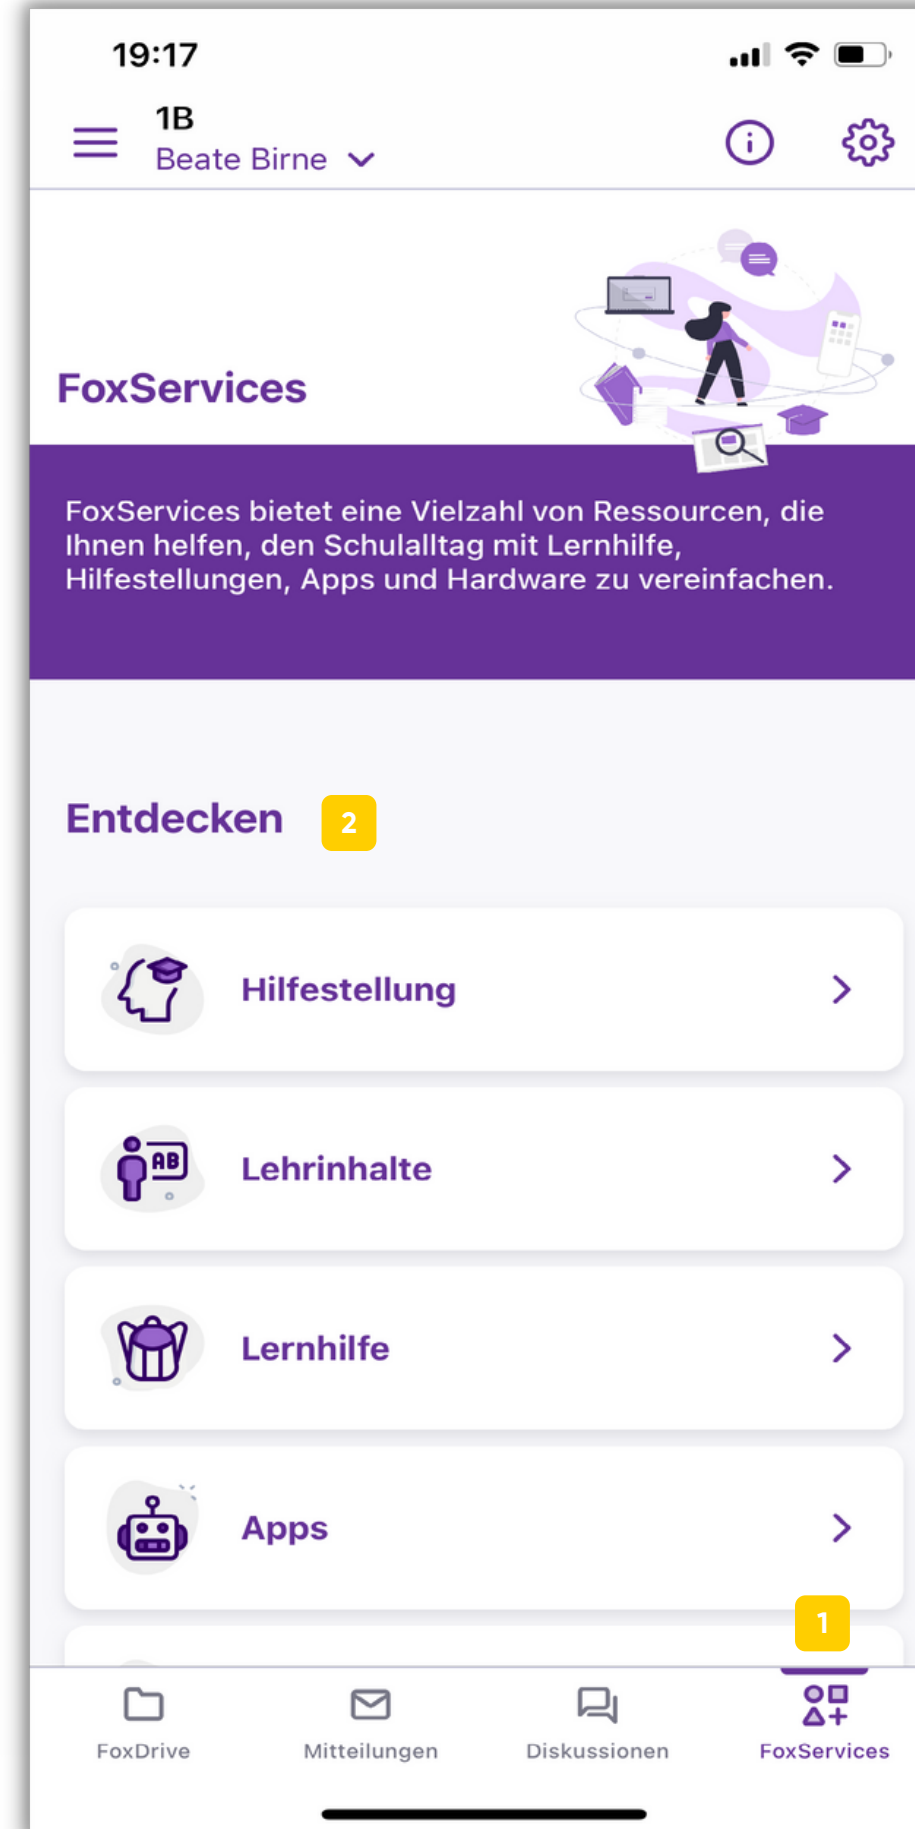 19:17
1B
Beate Birne
FoxServices
FoxServices bietet eine Vielzahl von Ressourcen, die
Ihnen helfen, den Schulalltag mit Lernhilfe,
Hilfestellungen, Apps und Hardware zu vereinfachen.
Entdecken 2
Hilfestellung
AB Lehrinhalte
Lernhilfe
Apps
1
FoxDrive Mitteilungen Diskussionen FoxServices